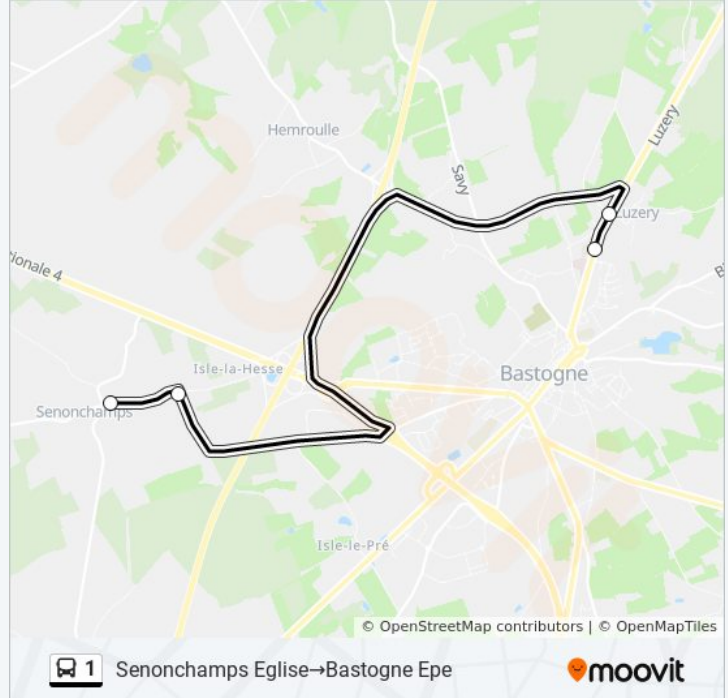 Hemroulle
Savy
Luzery
Luzery
ionale 4
Isle-la-Hesse
Bastogne
Senonchamps
Isle-le-Pré
© OpenStreetMap contributors | © OpenMapTiles
1 Senonchamps Eglise→Bastogne Epe
moovit